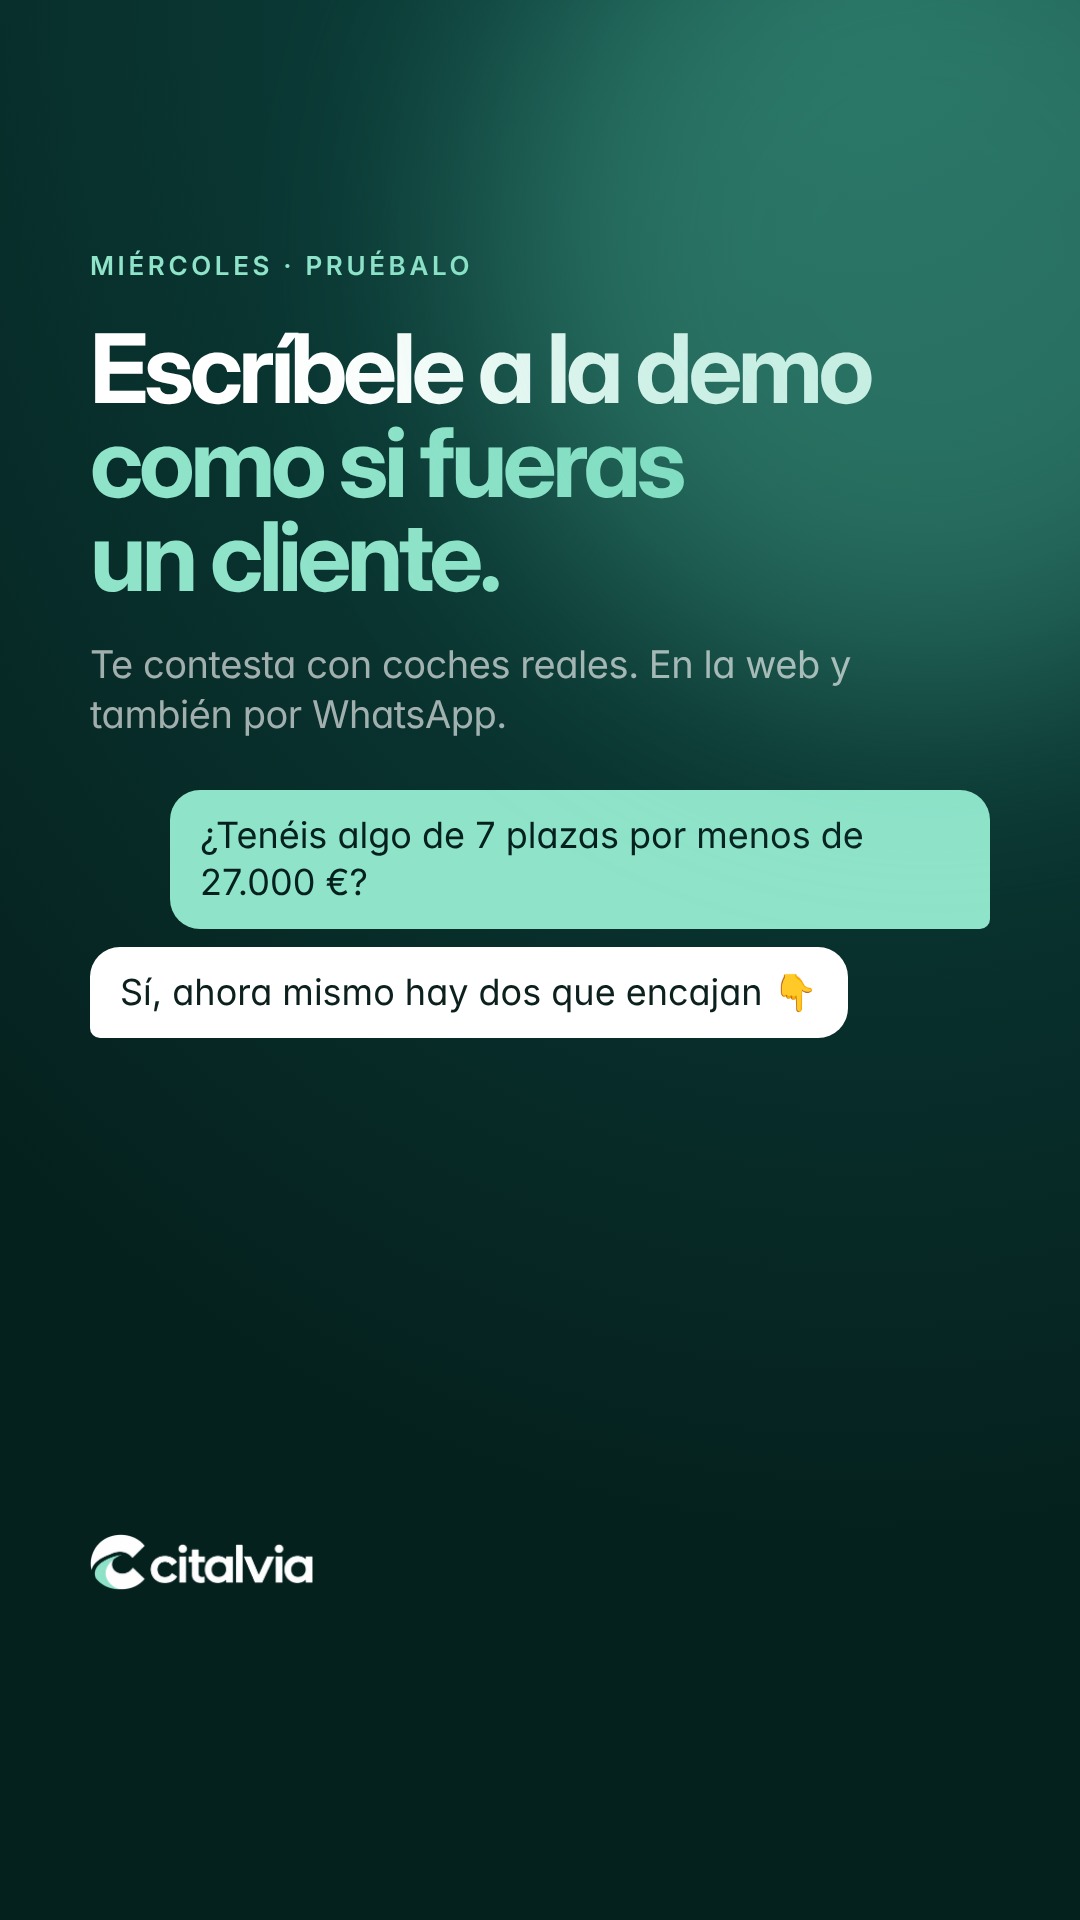 MIÉRCOLES · PRUÉBALO
Escríbele a la demo
como si fueras
un cliente.
Te contesta con coches reales. En la web y
también por WhatsApp.
¿Tenéis algo de 7 plazas por menos de
27.000 €?
Sí, ahora mismo hay dos que encajan 👇
citalvia